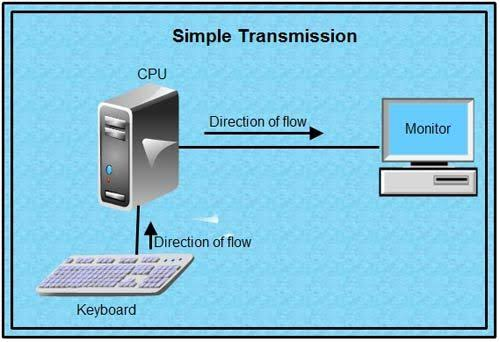 Simple Transmission
CPU
Direction of flow
Monitor
Direction of flow
Keyboard